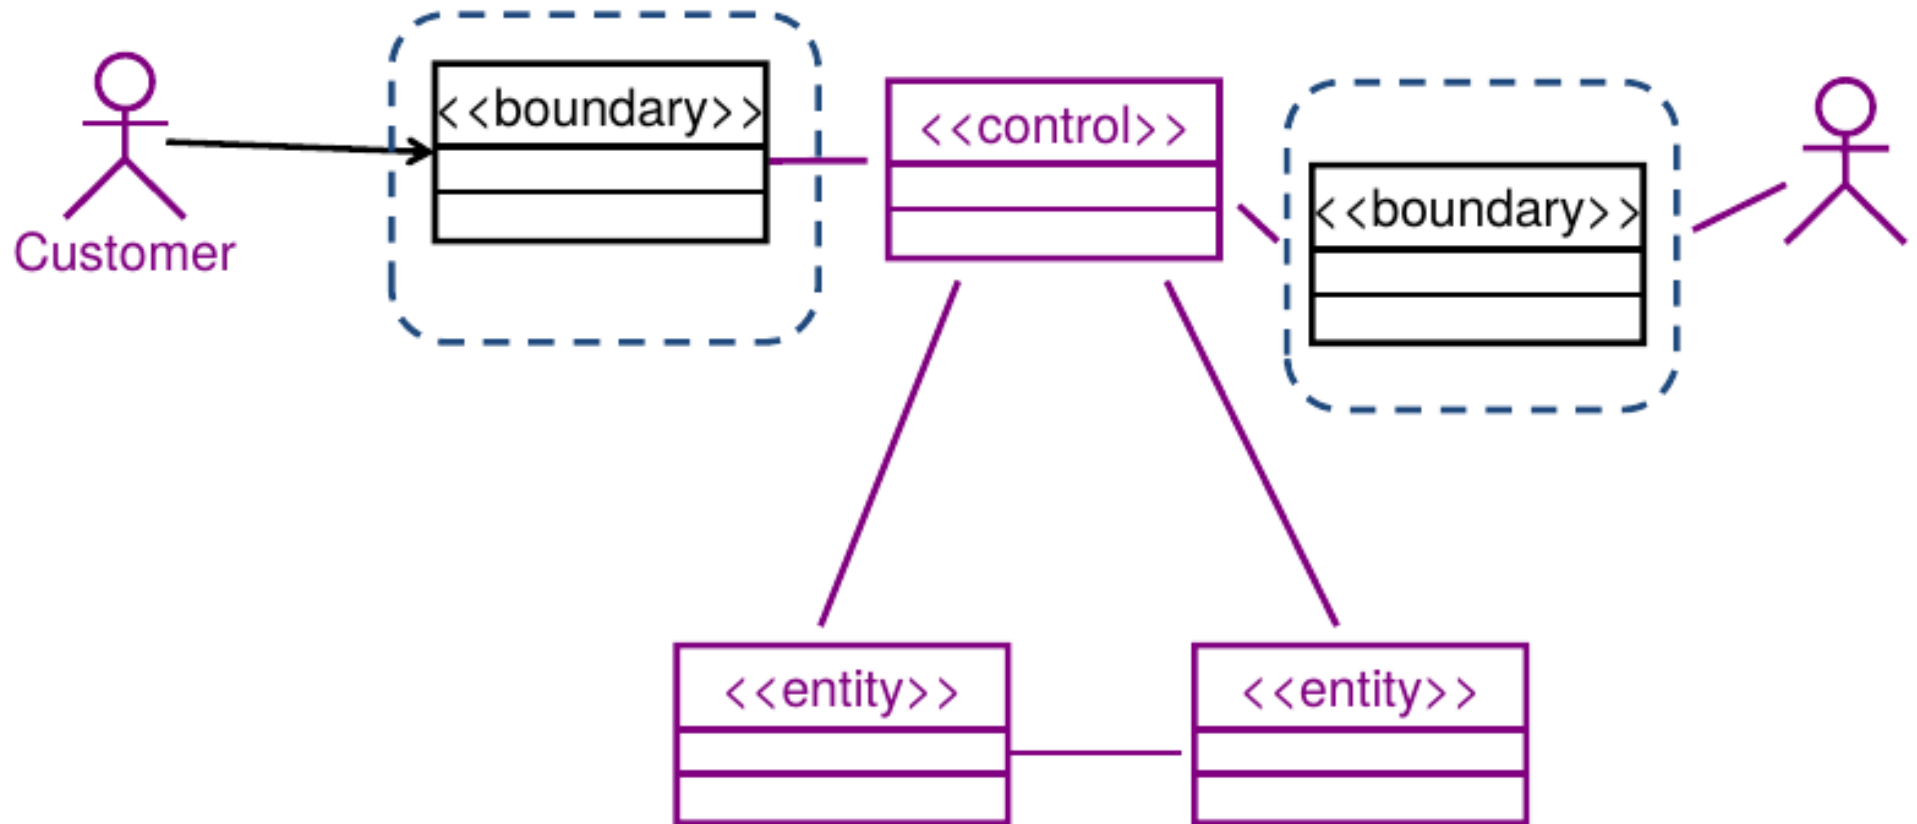 <<boundary>>
<<control>>
<<boundary>>
Customer
<<entity>>
<<entity>>